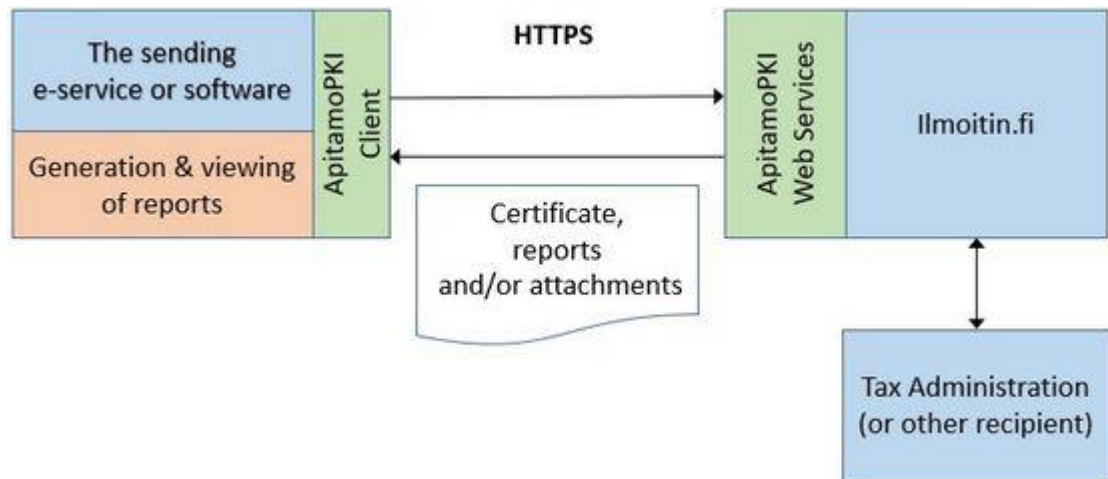 The sending
e-service or software
Generation & viewing
of reports
ApitamoPKI
Client
HTTPS
Certificate,
reports
and/or attachments
ApitamoPKI
Web Services
Ilmoitin.fi
Tax Administration
(or other recipient)